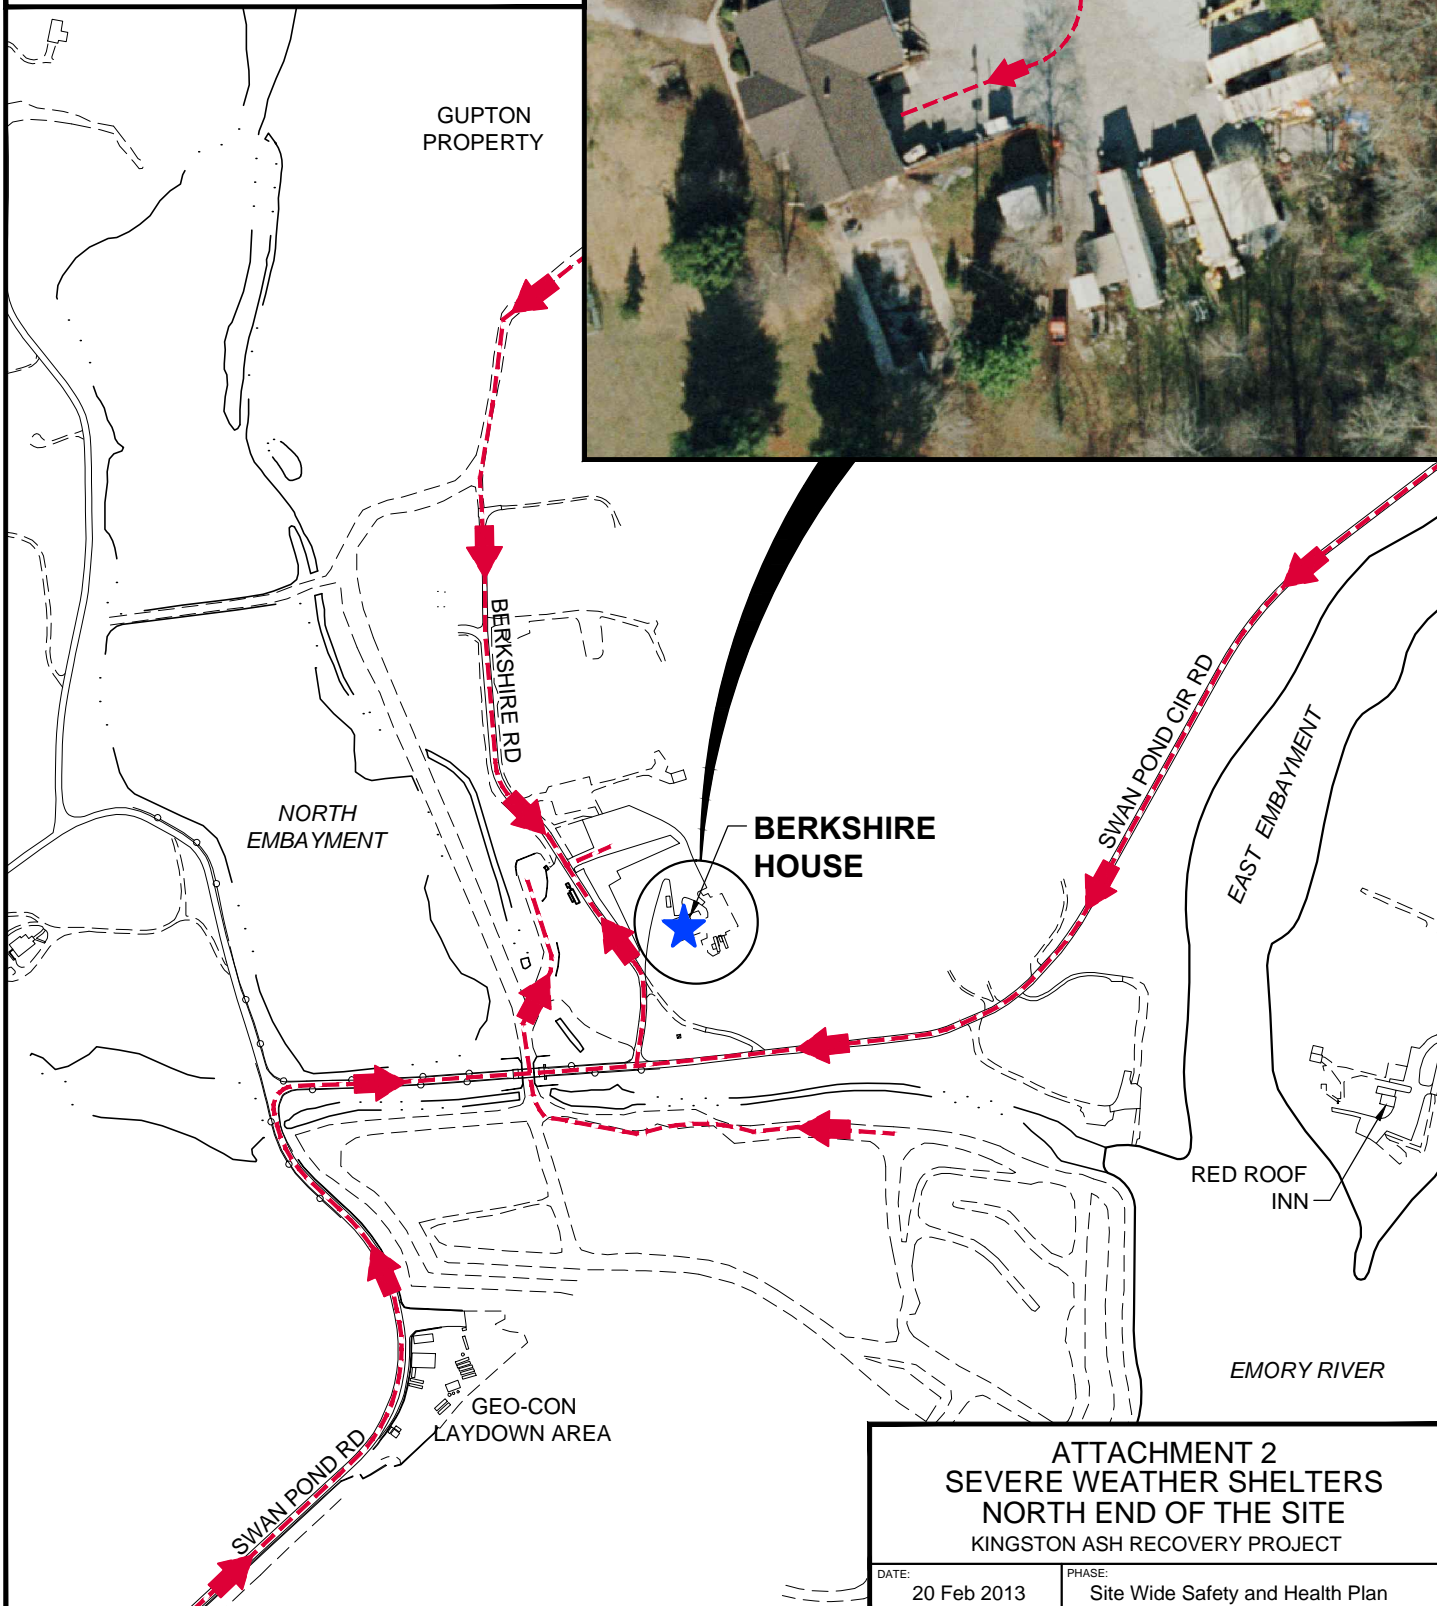 GUPTON
PROPERTY
BERKSHIRE RD
SWAN POND CIR RD
EAST EMBAYMENT
NORTH
EMBAYMENT
BERKSHIRE
HOUSE
RED ROOF
INN
EMORY RIVER
GEO-CON
LAYDOWN AREA
SWAN POND RD
ATTACHMENT 2
SEVERE WEATHER SHELTERS
NORTH END OF THE SITE
KINGSTON ASH RECOVERY PROJECT
DATE:
20 Feb 2013
PHASE:
Site Wide Safety and Health Plan